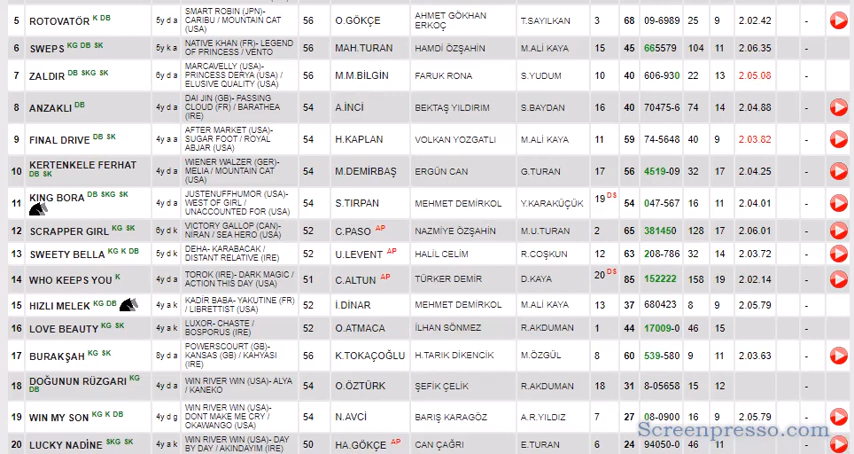 5 ROTOVATÖR K DB 5y d a SMART ROBIN (JPN)- CARIBU / MOUNTAIN CAT (USA) 56 O.GÖKÇE AHMET GÖKHAN ERKOÇ T.SAYILKAN 3 68 09-6989 25 9 2.02.42 -
6 SWEPS KG DB SK 5y k a NATIVE KHAN (FR)- LEGEND OF PRINCESS / VENTO 56 MAH.TURAN HAMDİ ÖZŞAHİN M.ALİ KAYA 15 45 665579 104 11 2.06.35 -
7 ZALDIR DB SKG SK 6y d a MARCAVELLY (USA)- PRINCESS DERYA (USA) / ELUSIVE QUALITY (USA) 56 M.M.BİLGİN FARUK RONA S.YUDUM 10 40 606-930 22 13 2.05.08 -
8 ANZAKLI DB 4y d a DAI JIN (GB)- PASSING CLOUD (FR) / BARATHEA (IRE) 54 A.İNCİ BEKTAŞ YILDIRIM S.BAYDAN 16 40 70475-6 74 14 2.04.88 -
9 FINAL DRIVE DB SK 4y a a AFTER MARKET (USA)- SUGAR FOOT / ROYAL ABJAR (USA) 54 H.KAPLAN VOLKAN YOZGATLI M.ALİ KAYA 11 59 74-5648 40 9 2.03.82 -
10 KERTENKELE FERHAT DB SK 4y d a WIENER WALZER (GER)- MELIA / MOUNTAIN CAT (USA) 54 M.DEMİRBAŞ ERGÜN CAN G.TURAN 17 56 4519-09 32 17 2.04.25 -
11 KING BORA DB SKG SK 4y d a JUSTENUFFHUMOR (USA)- WEST OF GIRL / UNACCOUNTED FOR (USA) 54 S.TIRPAN MEHMET DEMİRKOL Y.KARAKÜÇÜK 19 DS 54 047-567 16 11 2.04.01 -
12 SCRAPPER GIRL KG SK 6y d k VICTORY GALLOP (CAN)- NIRAN / SEA HERO (USA) 52 C.PASO AP NAZMİYE ÖZŞAHİN M.U.TURAN 2 65 381450 128 17 2.06.01 -
13 SWEETY BELLA KG K DB 5y d k DEHA- KARABACAK / DISTANT RELATIVE (IRE) 52 U.LEVENT AP HALİL CELİM R.COŞKUN 12 63 208-786 32 14 2.03.72 -
14 WHO KEEPS YOU K 4y d a TOROK (IRE)- DARK MAGIC / ACTION THIS DAY (USA) 51 C.ALTUN AP TÜRKER DEMİR D.KAYA 20 DS 85 152222 158 19 2.02.14 -
15 HIZLI MELEK KG DB 4y a k KADIR BABA- YAKUTINE (FR) / LIBRETTIST (USA) 52 İ.DİNAR MEHMET DEMİRKOL M.ALİ KAYA 13 37 680423 8 9 2.05.79 -
16 LOVE BEAUTY KG SK 4y a k LUXOR- CHASTE / BOSPORUS (IRE) 52 O.ATMACA İLHAN SÖNMEZ R.AKDUMAN 1 44 17009-0 46 15 -
17 BURAKŞAH KG SK 8y d a POWERSCOURT (GB)- KANSAS (GB) / KAHYASI (IRE) 56 K.TOKAÇOĞLU H.TARIK DİKENCİK M.ÖZGÜL 8 60 539-580 9 11 2.03.63 -
18 DOĞUNUN RÜZGARI KG DB 4y d a WIN RIVER WIN (USA)- ALYA / KANEKO 54 O.ÖZTÜRK ŞEFİK ÇELİK R.AKDUMAN 18 31 8-05658 15 12 -
19 WIN MY SON KG K DB 4y d g WIN RIVER WIN (USA)- DONT MAKE ME CRY / OKAWANGO (USA) 54 N.AVCİ BARIŞ KARAGÖZ A.R.YILDIZ 7 27 08-0900 16 9 2.05.79 -
Screenpresso.com
20 LUCKY NADİNE SKG SK 4y a k WIN RIVER WIN (USA)- DAY BY DAY / AKINDAYIM (IRE) 50 HA.GÖKÇE AP CAN ÇAĞRI E.TURAN 6 24 94050-0 46 11 -